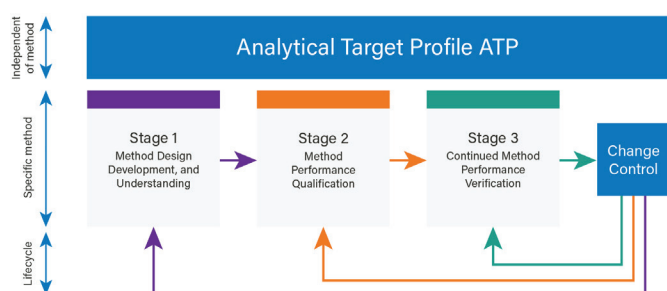 Independent
of method
Analytical Target Profile ATP
Specific method
Stage 1
Method Design
Development, and
Understanding
Stage 2
Method
Performance
Qualification
Stage 3
Continued Method
Performance
Verification
Change
Control
Lifecycle